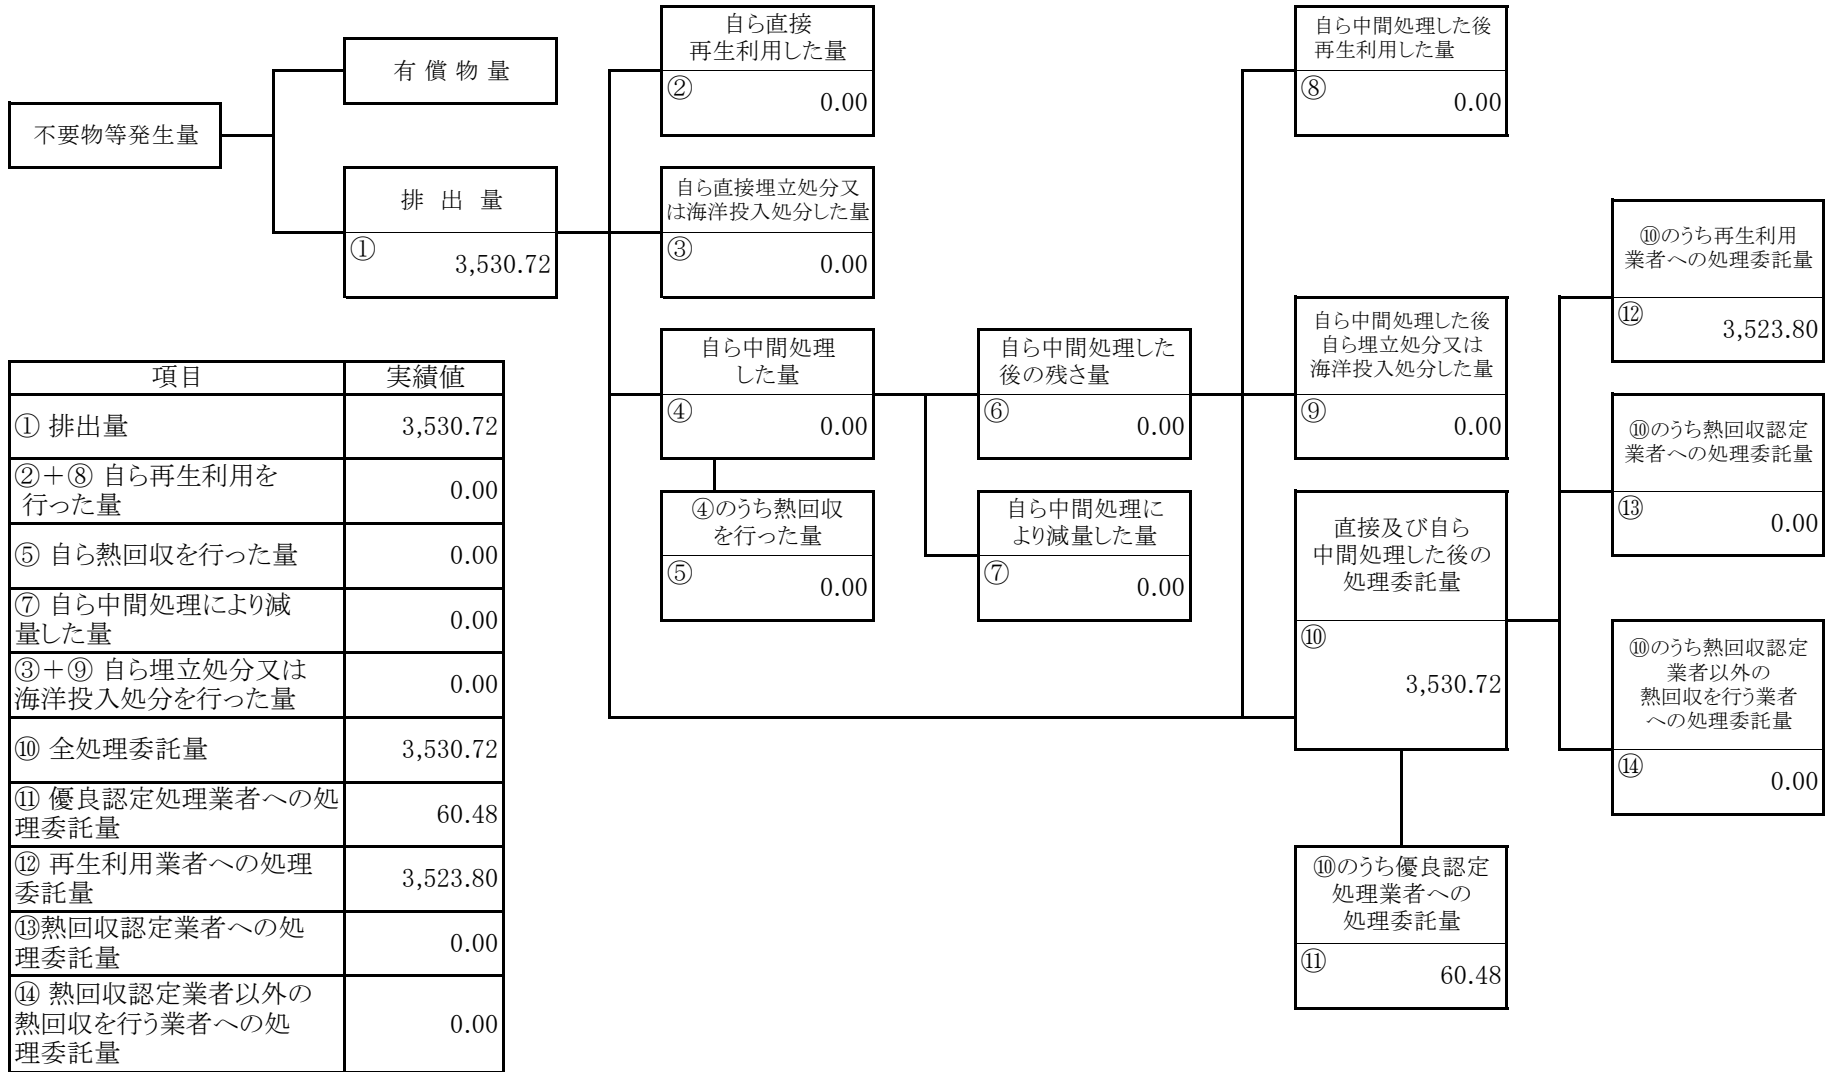 不要物等発生量
有償物量
排出量
①
3,530.72
自ら直接
再生利用した量
②
0.00
自ら直接埋立処分又
は海洋投入処分した量
③
0.00
自ら中間処理
した量
④
0.00
④のうち熱回収
を行った量
⑤
0.00
自ら中間処理した
後の残さ量
⑥
0.00
自ら中間処理に
より減量した量
⑦
0.00
自ら中間処理した後
再生利用した量
⑧
0.00
自ら中間処理した後
自ら埋立処分又は
海洋投入処分した量
⑨
0.00
直接及び自ら
中間処理した後の
処理委託量
⑩
3,530.72
⑩のうち優良認定
処理業者への
処理委託量
⑪
60.48
⑩のうち再生利用
業者への処理委託量
⑫
3,523.80
⑩のうち熱回収認定
業者への処理委託量
⑬
0.00
⑩のうち熱回収認定
業者以外の
熱回収を行う業者
への処理委託量
⑭
0.00
項目 実績値
① 排出量 3,530.72
②＋⑧ 自ら再生利用を
行った量 0.00
⑤ 自ら熱回収を行った量 0.00
⑦ 自ら中間処理により減
量した量 0.00
③＋⑨ 自ら埋立処分又は
海洋投入処分を行った量 0.00
⑩ 全処理委託量 3,530.72
⑪ 優良認定処理業者への処
理委託量 60.48
⑫ 再生利用業者への処理
委託量 3,523.80
⑬熱回収認定業者への処
理委託量 0.00
⑭ 熱回収認定業者以外の
熱回収を行う業者への処
理委託量 0.00